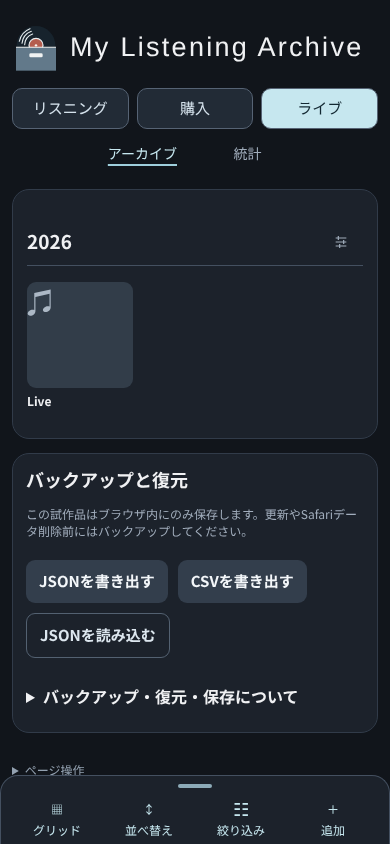 My Listening Archive
リスニング
購入
ライブ
アーカイブ
統計
2026
Live
バックアップと復元
この試作品はブラウザ内にのみ保存します。更新やSafariデー
タ削除前にはバックアップしてください。
JSONを書き出す
CSVを書き出す
JSONを読み込む
▶ バックアップ・復元・保存について
▶ ページ操作
グリッド
並べ替え
絞り込み
追加